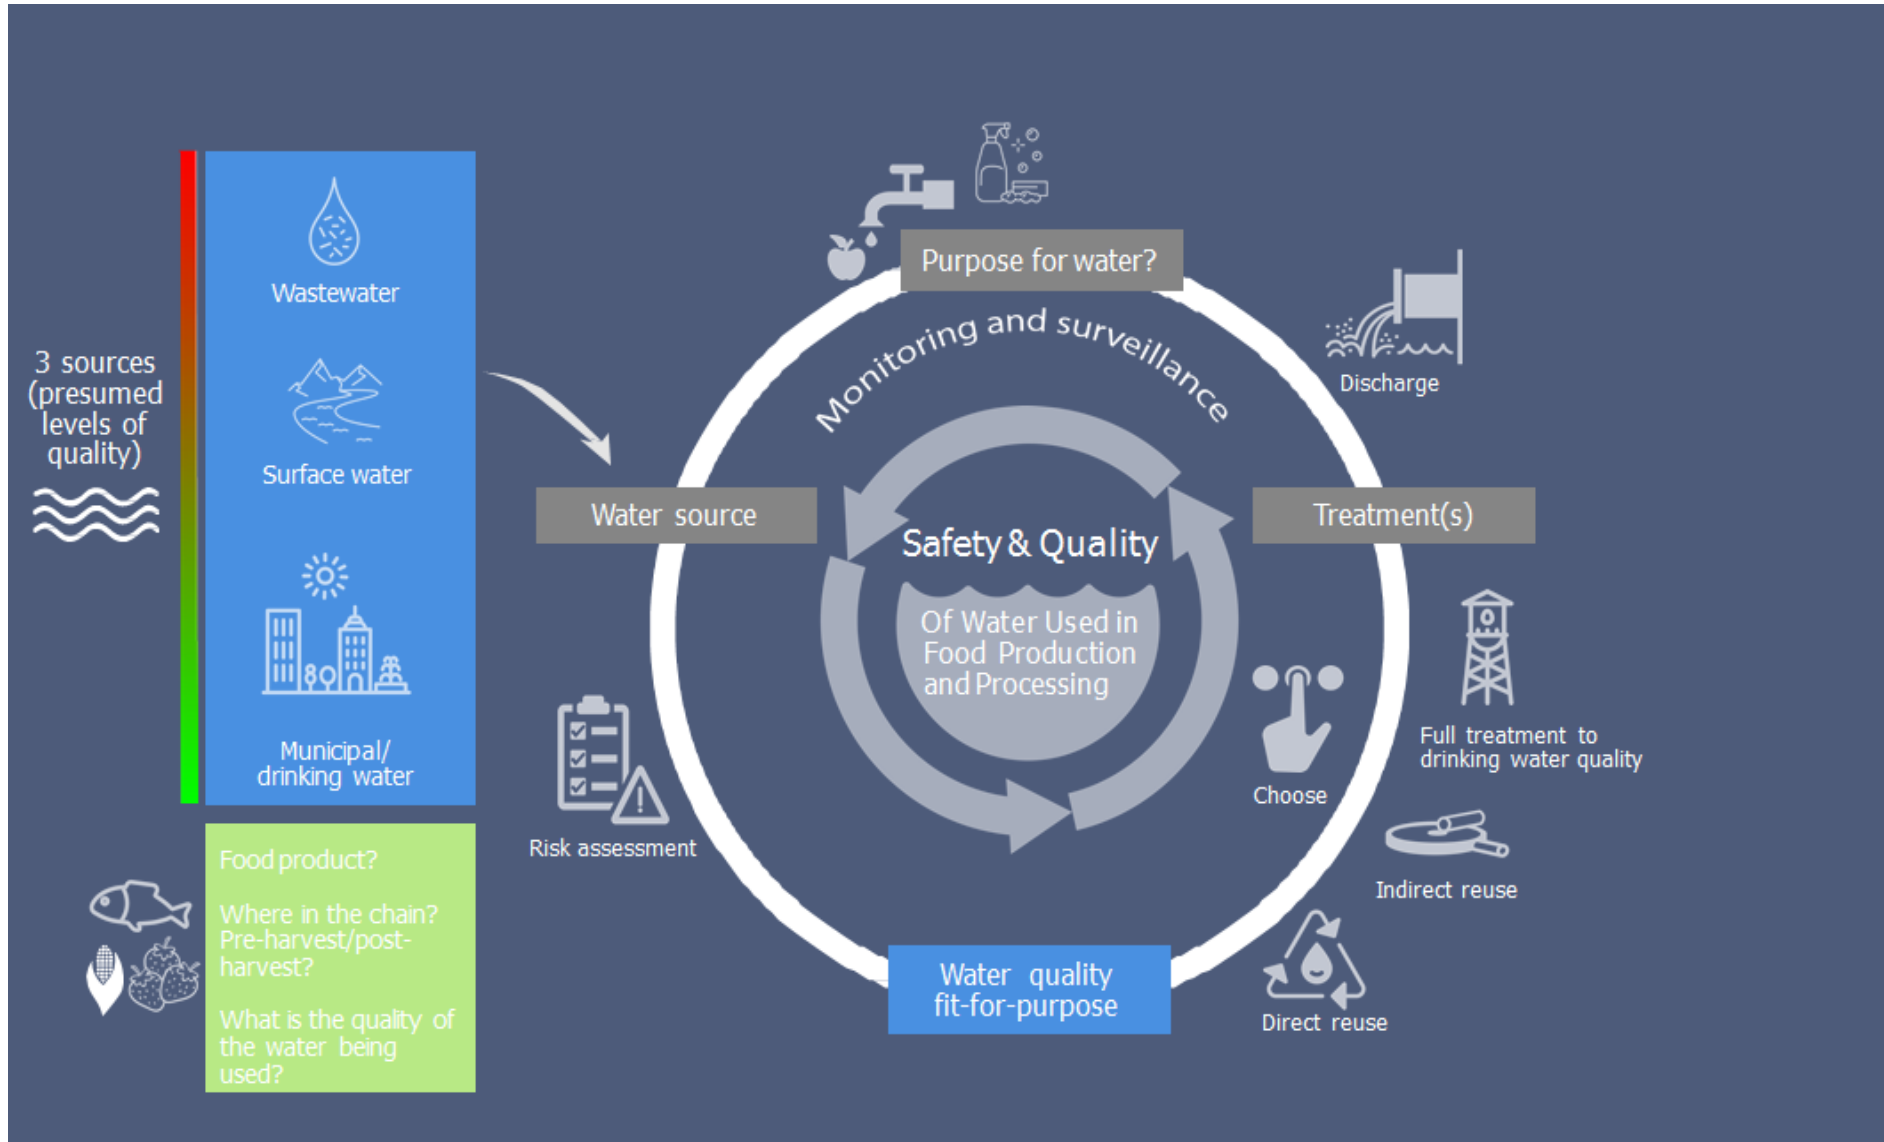 3 sources
(presumed
levels of
quality)
Wastewater
Surface water
Municipal/
drinking water
Food product?
Where in the chain?
Pre-harvest/post-
harvest?
What is the quality of
the water being
used?
Purpose for water?
Monitoring and surveillance
Discharge
Water source
Treatment(s)
Safety & Quality
Of Water Used in
Food Production
and Processing
Choose
Full treatment to
drinking water quality
Risk assessment
Indirect reuse
Water quality
fit-for-purpose
Direct reuse